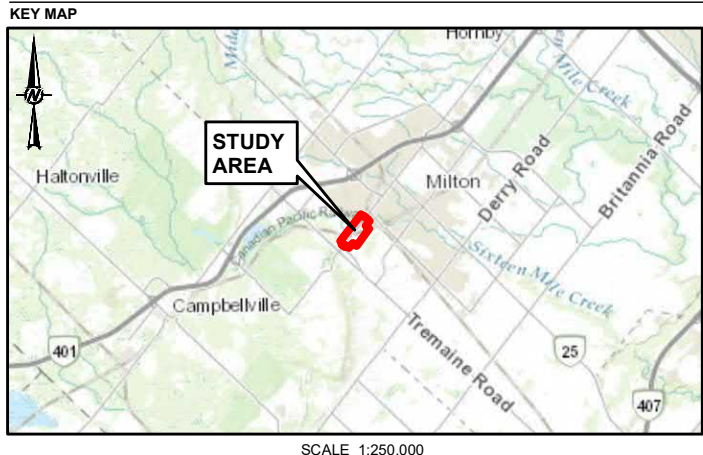 KEY MAP
N
Hornby
Mile Creek
STUDY
AREA
Haltonville
Milton
Derry Road
Britannia Road
Canadian Pacific Railway
Sixteen Mile Creek
Campbellville
Tremaine Road
401
25
407
SCALE 1:250,000